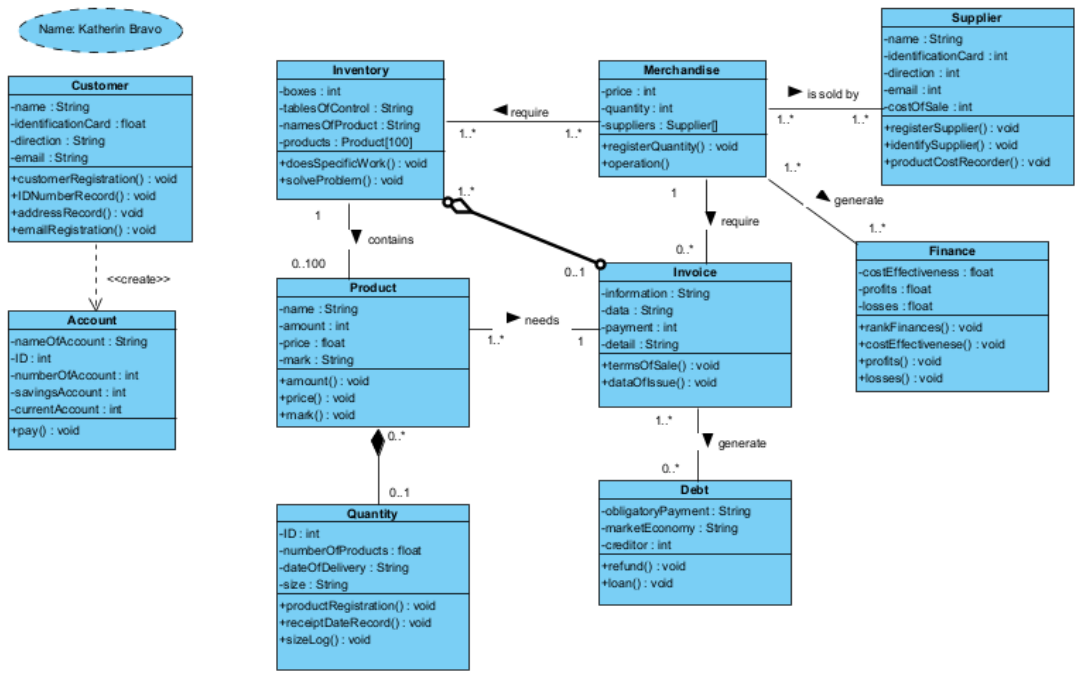 Name: Katherin Bravo
Customer
-name : String
-identificationCard : float
-direction : String
-email : String
+customerRegistration() : void
+IDNumberRecord() : void
+addressRecord() : void
+emailRegistration() : void
<<create>>
Account
-nameOfAccount : String
-ID : int
-numberOfAccount : int
-savingsAccount : int
-currentAccount : int
+pay() : void
Inventory
-boxes : int
-tablesOfControl : String
-namesOfProduct : String
-products : Product[100]
+doesSpecificWork() : void
+solveProblem() : void
require
1..*
1..*
Merchandise
-price : int
-quantity : int
-suppliers : Supplier[]
+registerQuantity() : void
+operation()
is sold by
1..*
1..*
Supplier
-name : String
-identificationCard : int
-direction : int
-email : int
-costOfSale : int
+registerSupplier() : void
+identifySupplier() : void
+productCostRecorder() : void
1..*
generate
1..*
Finance
-costEffectiveness : float
-profits : float
-losses : float
+rankFinances() : void
+costEffectivenese() : void
+profits() : void
+losses() : void
1
contains
0..100
1..*
0..1
1
require
0..*
Product
-name : String
-amount : int
-price : float
-mark : String
+amount() : void
+price() : void
+mark() : void
needs
1..*
1
Invoice
-information : String
-data : String
-payment : int
-detail : String
+termsOfSale() : void
+dataOfIssue() : void
0..*
0..1
Quantity
-ID : int
-numberOfProducts : float
-dateOfDelivery : String
-size : String
+productRegistration() : void
+receiptDateRecord() : void
+sizeLog() : void
1..*
generate
0..*
Debt
-obligatoryPayment : String
-marketEconomy : String
-creditor : int
+refund() : void
+loan() : void